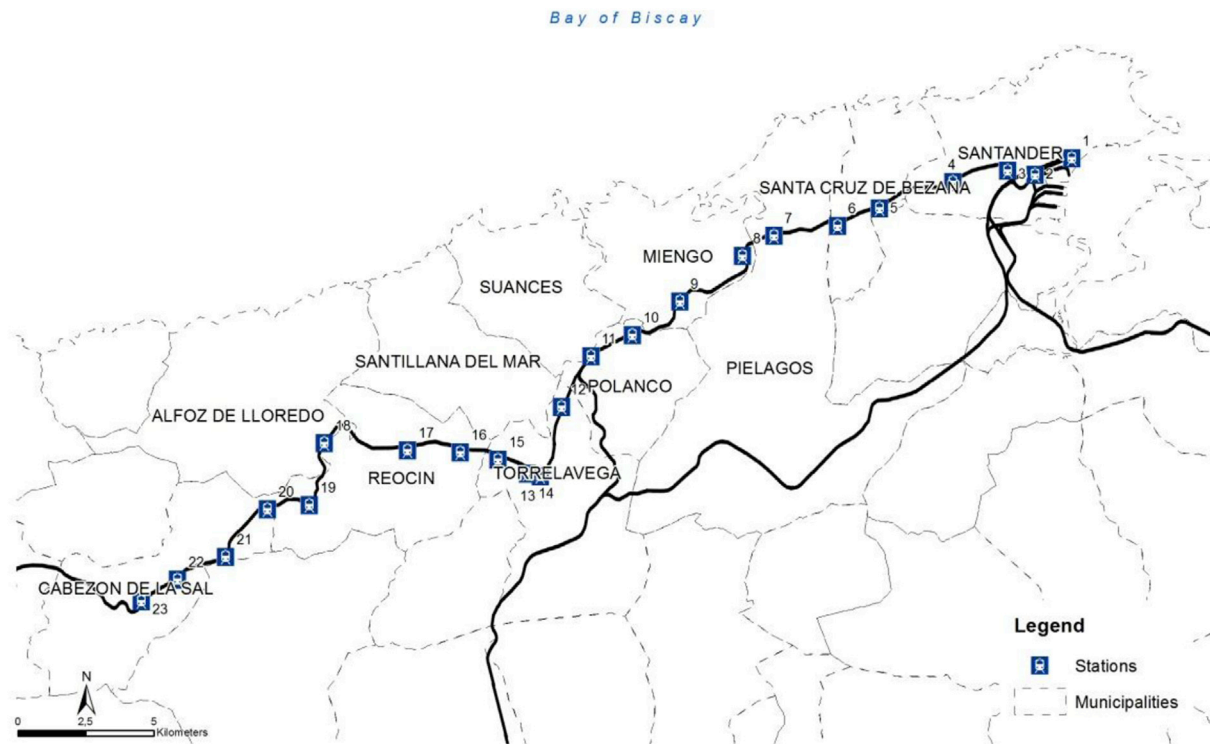 Bay of Biscay
1
SANTANDER
4
3
2
SANTA CRUZ DE BEZANA
5
6
7
8
MIENGO
9
SUANCES
10
11
SANTILLANA DEL MAR
PIELAGOS
12
POLANCO
ALFOZ DE LLOREDO
18
17
16
15
REOCIN
TORRELAVEGA
13
14
20
19
21
22
CABEZON DE LA SAL
23
Legend
Stations
Municipalities
N
0
2,5
5
Kilometers